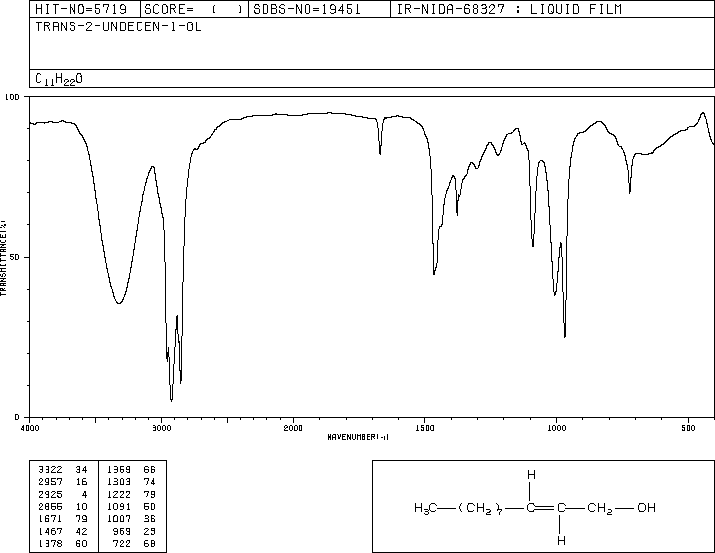 HIT-NO=5719 SCORE= ( ) SDBS-NO=19451 IR-NIDA-68327 : LIQUID FILM
TRANS-2-UNDECEN-1-OL
C11H22O
100
50
0
TRANSMITTANCE(%)
4000 3000 2000 1500 1000 500
WAVENUMBER(-1)
3322 34 1369 66
2957 16 1303 74
2925 4 1222 79
2855 10 1091 50
1671 79 1007 36
1467 42 969 23
1378 60 722 68
H
H3C-(CH2)7-C=C-CH2-OH
H